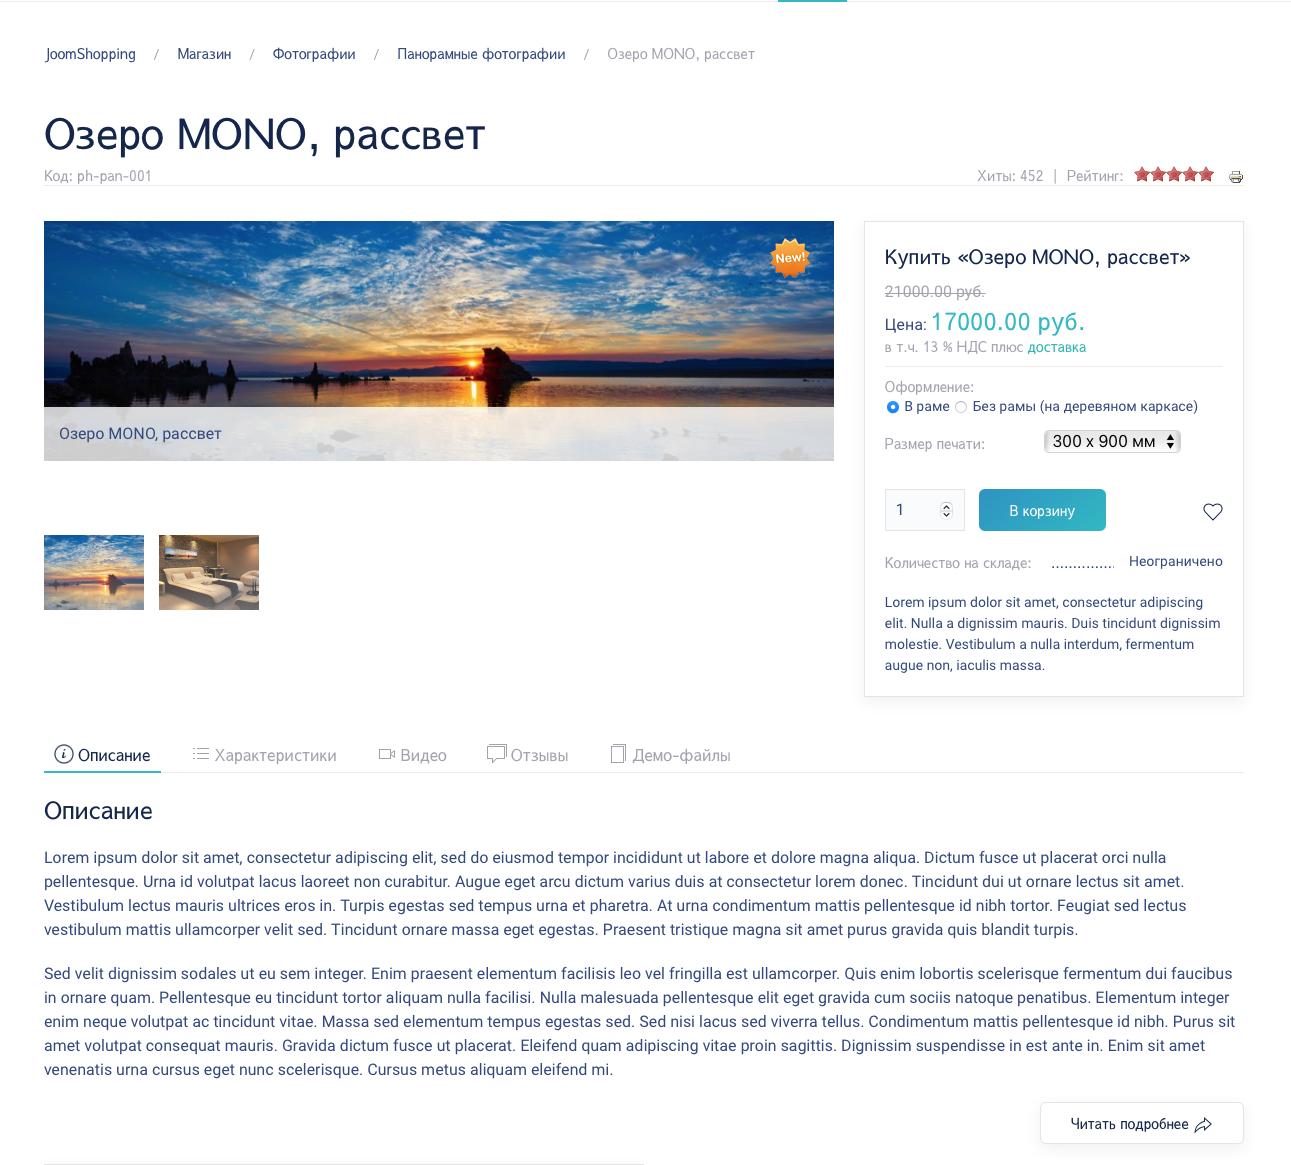 JoomShopping / Магазин / Фотографии / Панорамные фотографии / Озеро MONO, рассвет
Озеро MONO, рассвет
Код: ph-pan-001
Хиты: 452 | Рейтинг:
New!
Озеро MONO, рассвет
Купить «Озеро MONO, рассвет»
21000.00 руб.
Цена: 17000.00 руб.
в т.ч. 13 % НДС плюс доставка
Оформление:
В раме Без рамы (на деревяном каркасе)
Размер печати: 300 x 900 мм
1 В корзину
Количество на складе: Неограничено
Lorem ipsum dolor sit amet, consectetur adipiscing
elit. Nulla a dignissim mauris. Duis tincidunt dignissim
molestie. Vestibulum a nulla interdum, fermentum
augue non, iaculis massa.
Описание Характеристики Видео Отзывы Демо-файлы
Описание
Lorem ipsum dolor sit amet, consectetur adipiscing elit, sed do eiusmod tempor incididunt ut labore et dolore magna aliqua. Dictum fusce ut placerat orci nulla
pellentesque. Urna id volutpat lacus laoreet non curabitur. Augue eget arcu dictum varius duis at consectetur lorem donec. Tincidunt dui ut ornare lectus sit amet.
Vestibulum lectus mauris ultrices eros in. Turpis egestas sed tempus urna et pharetra. At urna condimentum mattis pellentesque id nibh tortor. Feugiat sed lectus
vestibulum mattis ullamcorper velit sed. Tincidunt ornare massa eget egestas. Praesent tristique magna sit amet purus gravida quis blandit turpis.
Sed velit dignissim sodales ut eu sem integer. Enim praesent elementum facilisis leo vel fringilla est ullamcorper. Quis enim lobortis scelerisque fermentum dui faucibus
in ornare quam. Pellentesque eu tincidunt tortor aliquam nulla facilisi. Nulla malesuada pellentesque elit eget gravida cum sociis natoque penatibus. Elementum integer
enim neque volutpat ac tincidunt vitae. Massa sed elementum tempus egestas sed. Sed nisi lacus sed viverra tellus. Condimentum mattis pellentesque id nibh. Purus sit
amet volutpat consequat mauris. Gravida dictum fusce ut placerat. Eleifend quam adipiscing vitae proin sagittis. Dignissim suspendisse in est ante in. Enim sit amet
venenatis urna cursus eget nunc scelerisque. Cursus metus aliquam eleifend mi.
Читать подробнее